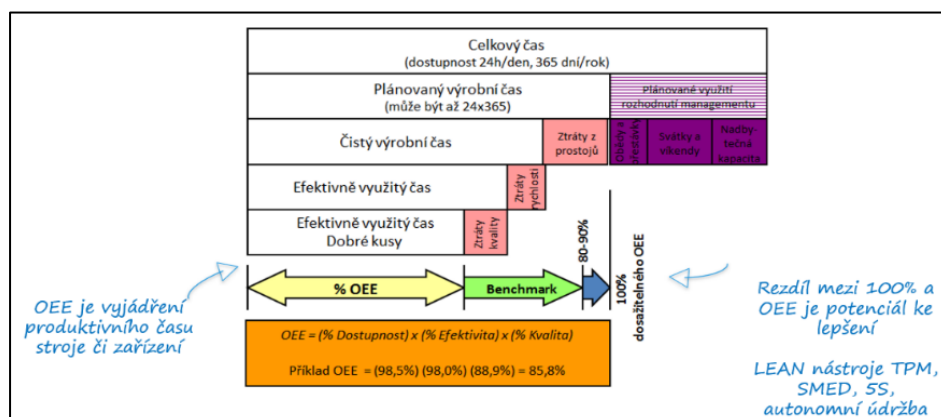 Celkový čas
(dostupnost 24h/den, 365 dní/rok)
Plánovaný výrobní čas
(může být až 24x365)
Plánované využití
rozhodnutí managementu
Čistý výrobní čas
Ztráty z
prostojů
Obědy a
přestávky
Svátky a
víkendy
Nadby-
tečná
kapacita
Efektivně využitý čas
Ztráty
rychlosti
Efektivně využitý čas
Dobré kusy
Ztráty
kvality
80-90%
100%
dosažitelného OEE
% OEE
Benchmark
OEE je vyjádření
produktivního času
stroje či zařízení
Rezdíl mezi 100% a
OEE je potenciál ke
lepšení
OEE = (% Dostupnost) x (% Efektivita) x (% Kvalita)
Příklad OEE = (98,5%) (98,0%) (88,9%) = 85,8%
LEAN nástroje TPM,
SMED, 5S,
autonomní údržba